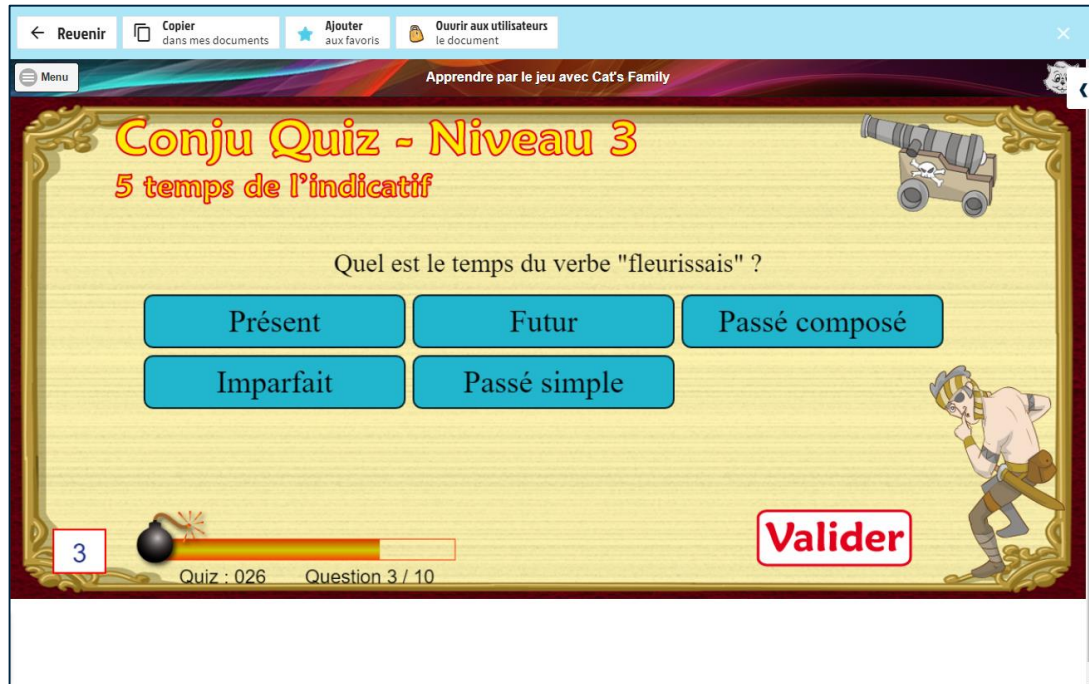 Revenir
Copier
dans mes documents
Ajouter
aux favoris
Ouvrir aux utilisateurs
le document
Menu
Apprendre par le jeu avec Cat's Family
Conju Quiz - Niveau 3
5 temps de l'indicatif
Quel est le temps du verbe "fleurissais" ?
Présent
Futur
Passé composé
Imparfait
Passé simple
3
Valider
Quiz : 026
Question 3 / 10